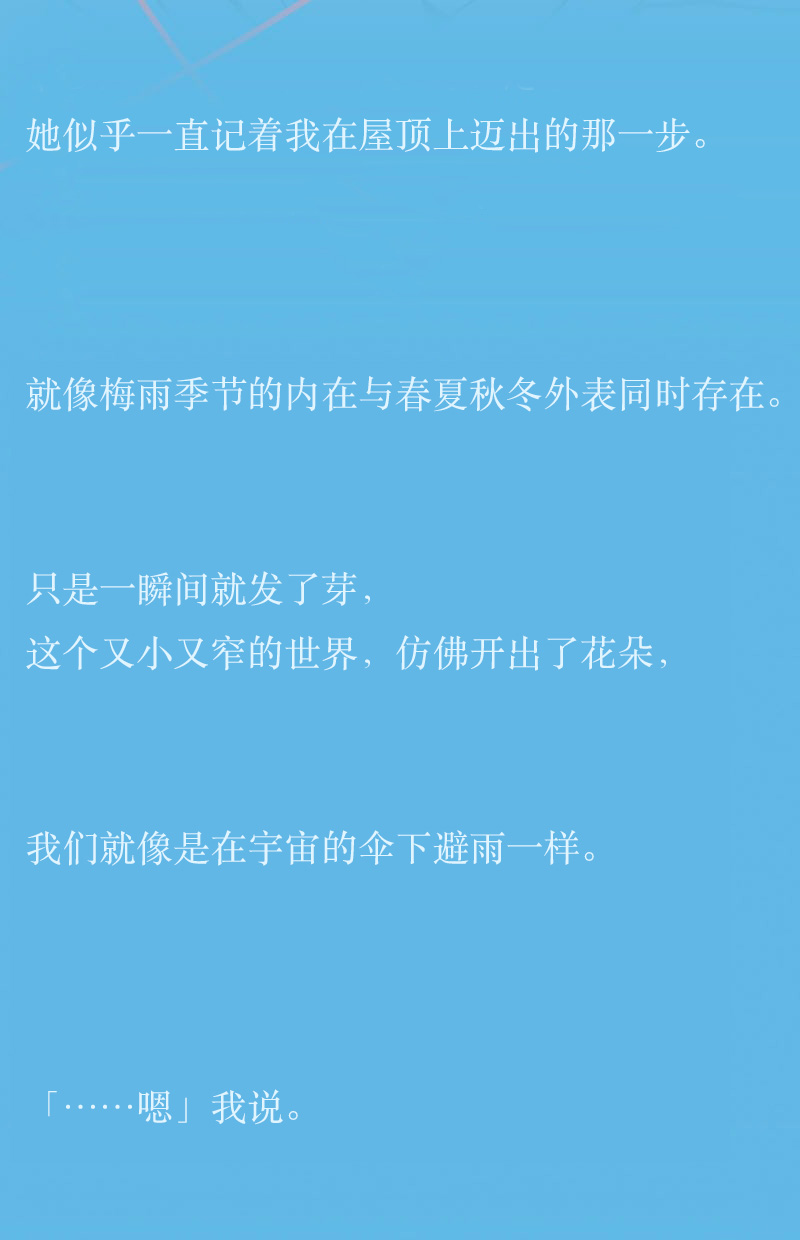 她似乎一直记着我在屋顶上迈出的那一步。
就像梅雨季节的内在与春夏秋冬外表同时存在。
只是一瞬间就发了芽，
这个又小又窄的世界，仿佛开出了花朵，
我们就像是在宇宙的伞下避雨一样。
「……嗯」我说。